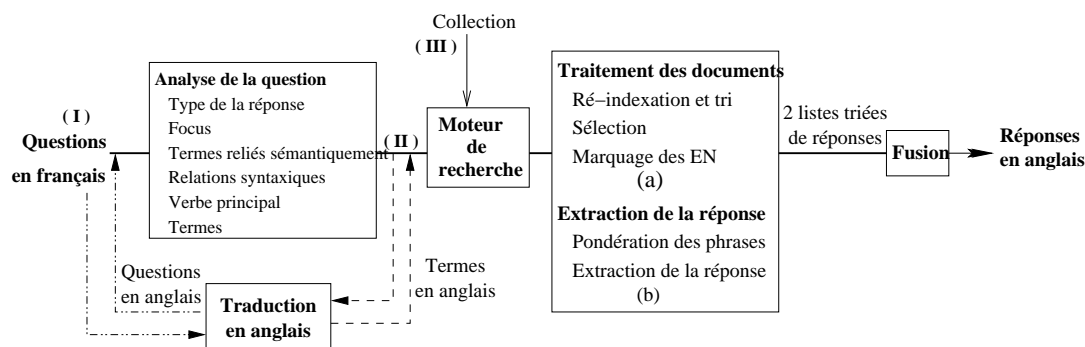 Collection
( III )
( I )
Questions
en français
Analyse de la question
Type de la réponse
Focus
Termes reliés sémantiquement
Relations syntaxiques
Verbe principal
Termes
( II )
Moteur
de
recherche
Traitement des documents
Ré−indexation et tri
Sélection
Marquage des EN
(a)
Extraction de la réponse
Pondération des phrases
Extraction de la réponse
(b)
2 listes triées
de réponses
Fusion
Réponses
en anglais
Questions
en anglais
Traduction
en anglais
Termes
en anglais